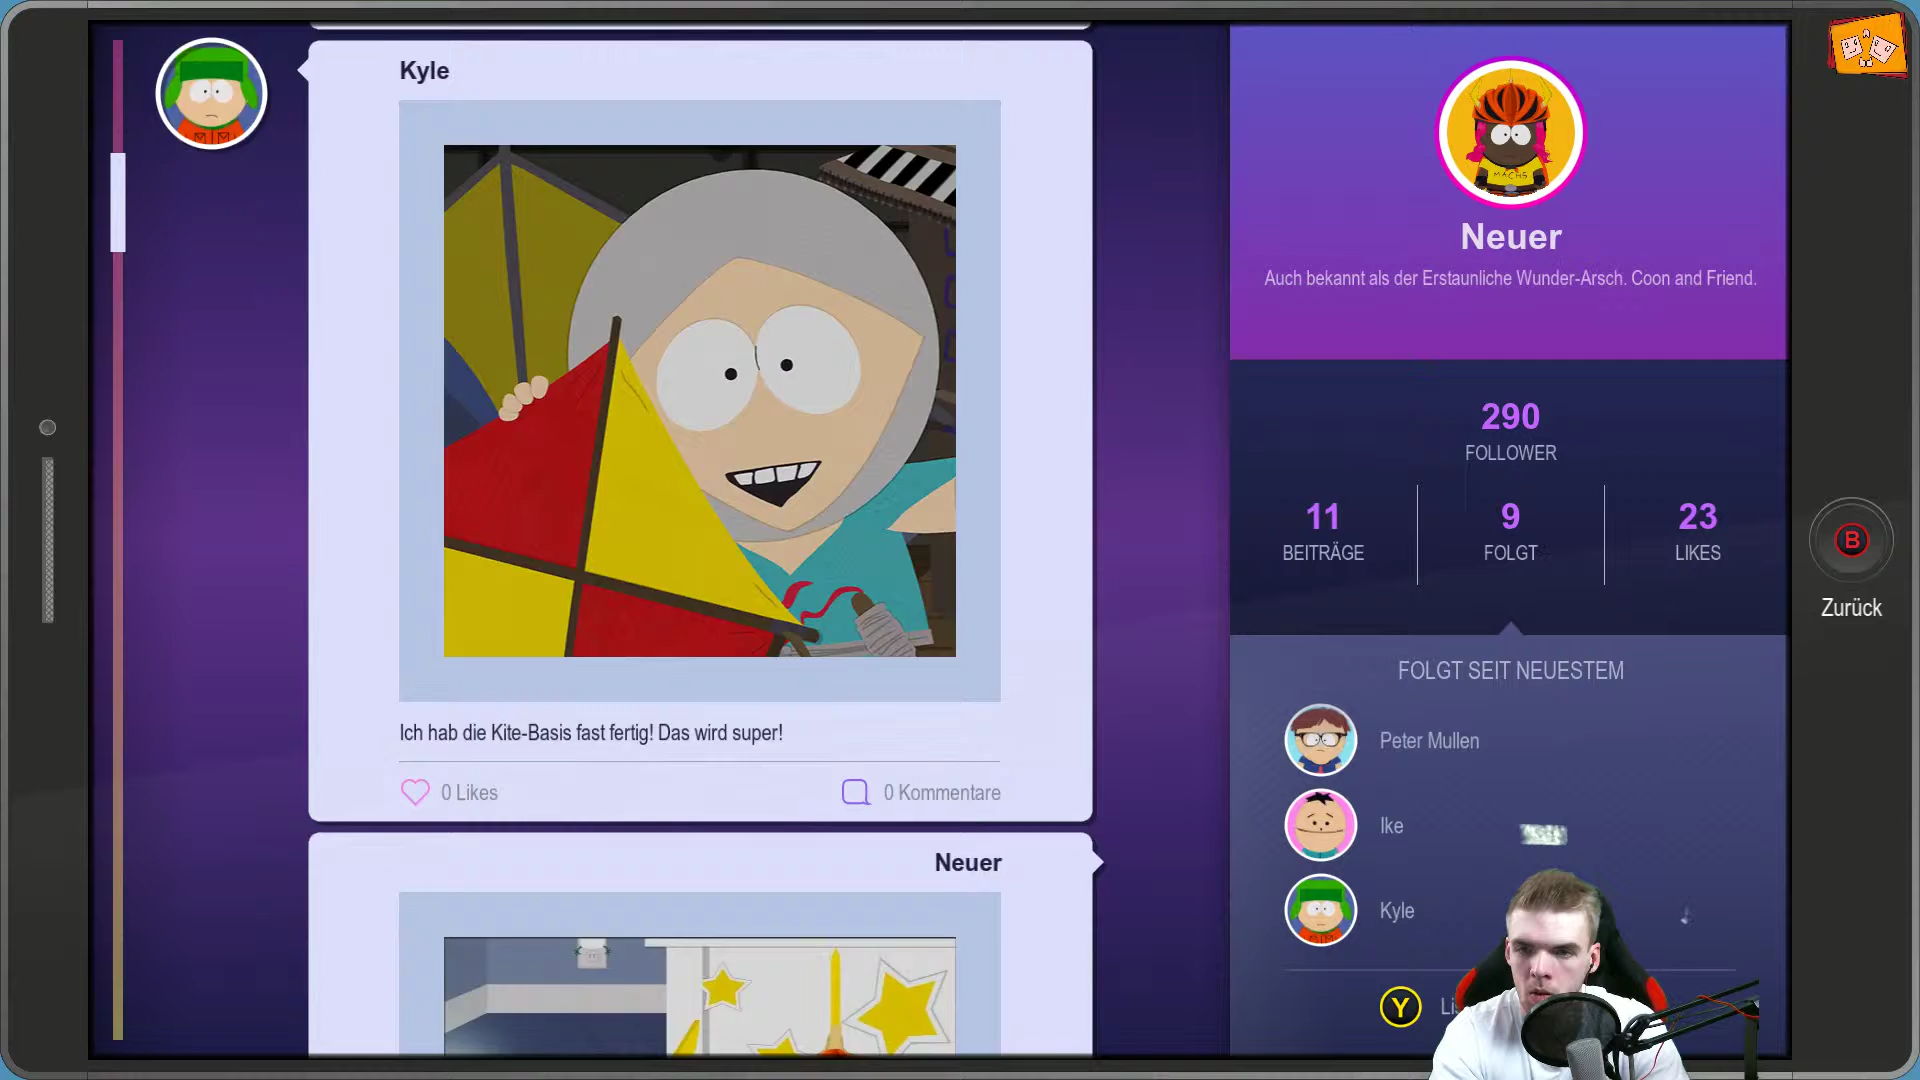 Kyle
Ich hab die Kite-Basis fast fertig! Das wird super!
0 Likes
0 Kommentare
Neuer
MACHS
Neuer
Auch bekannt als der Erstaunliche Wunder-Arsch. Coon and Friend.
290
FOLLOWER
11
BEITRÄGE
9
FOLGT
23
LIKES
FOLGT SEIT NEUESTEM
Peter Mullen
Ike
Kyle
Y
B
Zurück